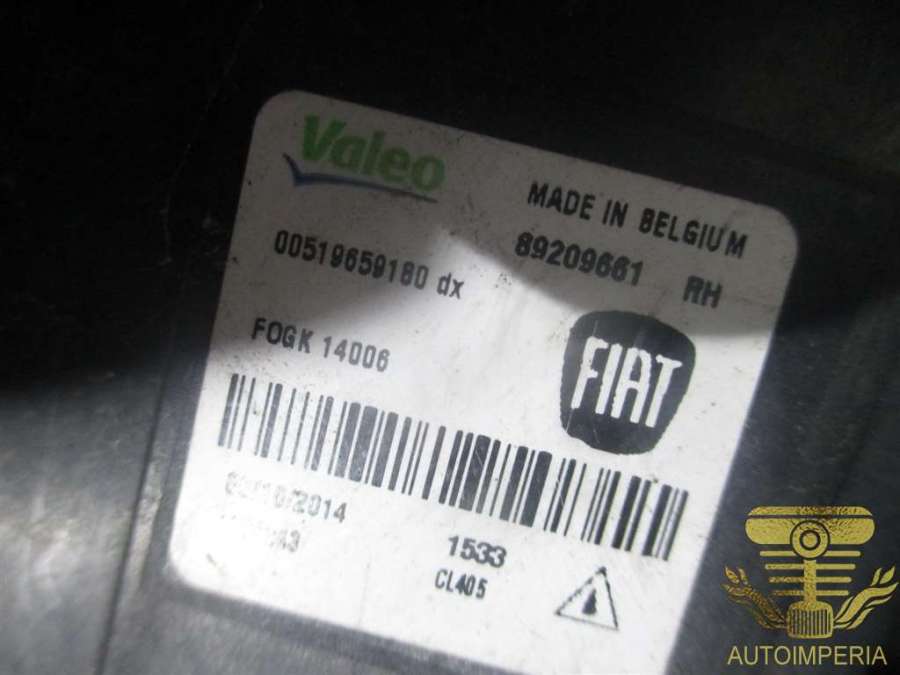 Valeo
MADE IN BELGIUM
00519659180 dx
89209661 RH
FOGK 14006
FIAT
1533
CL405
AUTOIMPERIA